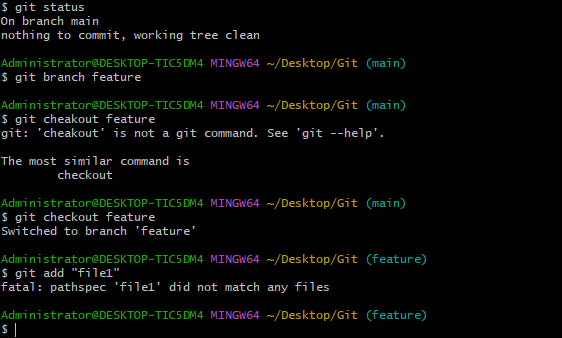 $ git status
On branch main
nothing to commit, working tree clean
Administrator@DESKTOP-TIC5DM4 MINGW64 ~/Desktop/Git (main)
$ git branch feature
Administrator@DESKTOP-TIC5DM4 MINGW64 ~/Desktop/Git (main)
$ git cheakout feature
git: 'cheakout' is not a git command. See 'git --help'.
The most similar command is
checkout
Administrator@DESKTOP-TIC5DM4 MINGW64 ~/Desktop/Git (main)
$ git checkout feature
Switched to branch 'feature'
Administrator@DESKTOP-TIC5DM4 MINGW64 ~/Desktop/Git (feature)
$ git add "file1"
fatal: pathspec 'file1' did not match any files
Administrator@DESKTOP-TIC5DM4 MINGW64 ~/Desktop/Git (feature)
$